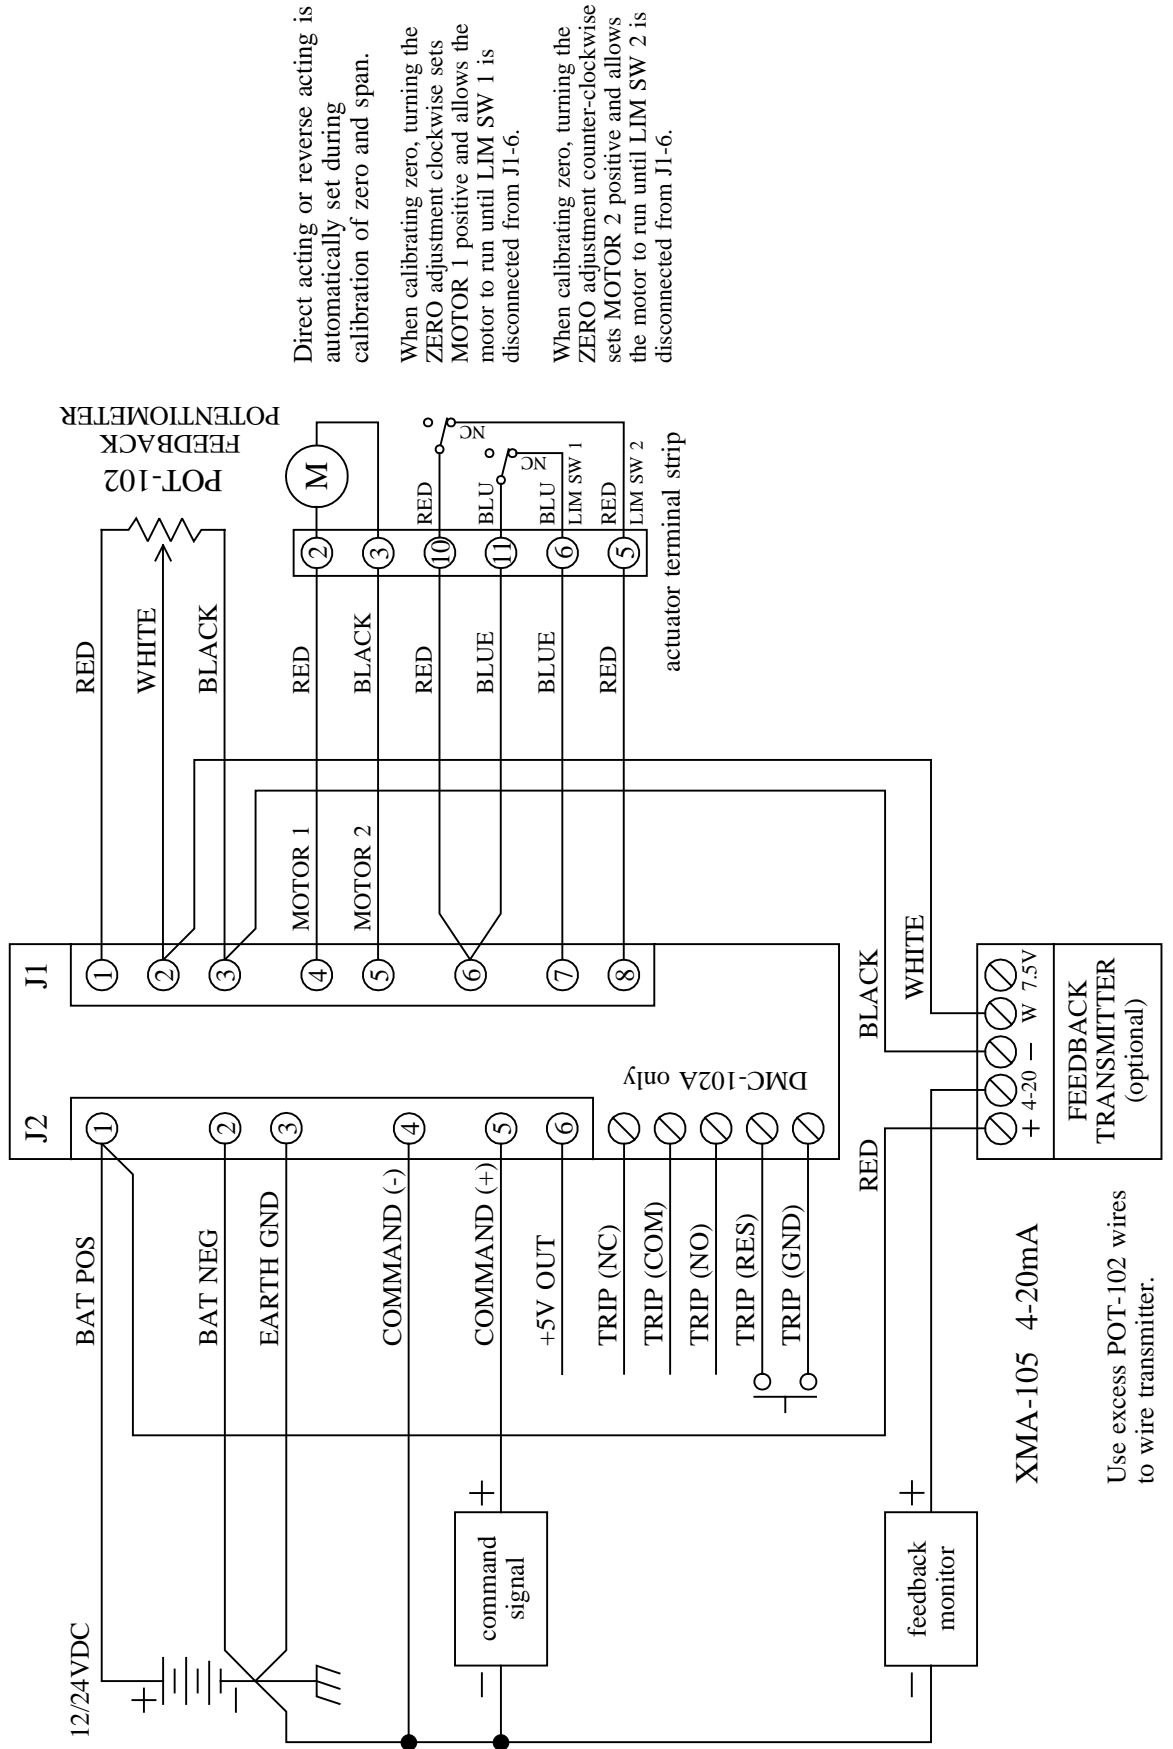 12/24VDC
+
−
BAT POS
BAT NEG
EARTH GND
COMMAND (-)
COMMAND (+)
+5V OUT
TRIP (NC)
TRIP (COM)
TRIP (NO)
TRIP (RES)
TRIP (GND)
−
command
signal
+
−
feedback
monitor
+
J2
1
2
3
4
5
6
DMC-102A only
J1
1
2
3
4
5
6
7
8
RED
WHITE
BLACK
MOTOR 1
RED
MOTOR 2
BLACK
RED
BLUE
BLUE
RED
POT-102
FEEDBACK
POTENTIOMETER
2
3
10
11
6
5
M
RED
BLU
BLU
RED
NC
NC
LIM SW 1
LIM SW 2
actuator terminal strip
Direct acting or reverse acting is
automatically set during
calibration of zero and span.
When calibrating zero, turning the
ZERO adjustment clockwise sets
MOTOR 1 positive and allows the
motor to run until LIM SW 1 is
disconnected from J1-6.
When calibrating zero, turning the
ZERO adjustment counter-clockwise
sets MOTOR 2 positive and allows
the motor to run until LIM SW 2 is
disconnected from J1-6.
RED
BLACK
WHITE
+ 4-20 − W 7.5V
FEEDBACK
TRANSMITTER
(optional)
XMA-105 4-20mA
Use excess POT-102 wires
to wire transmitter.